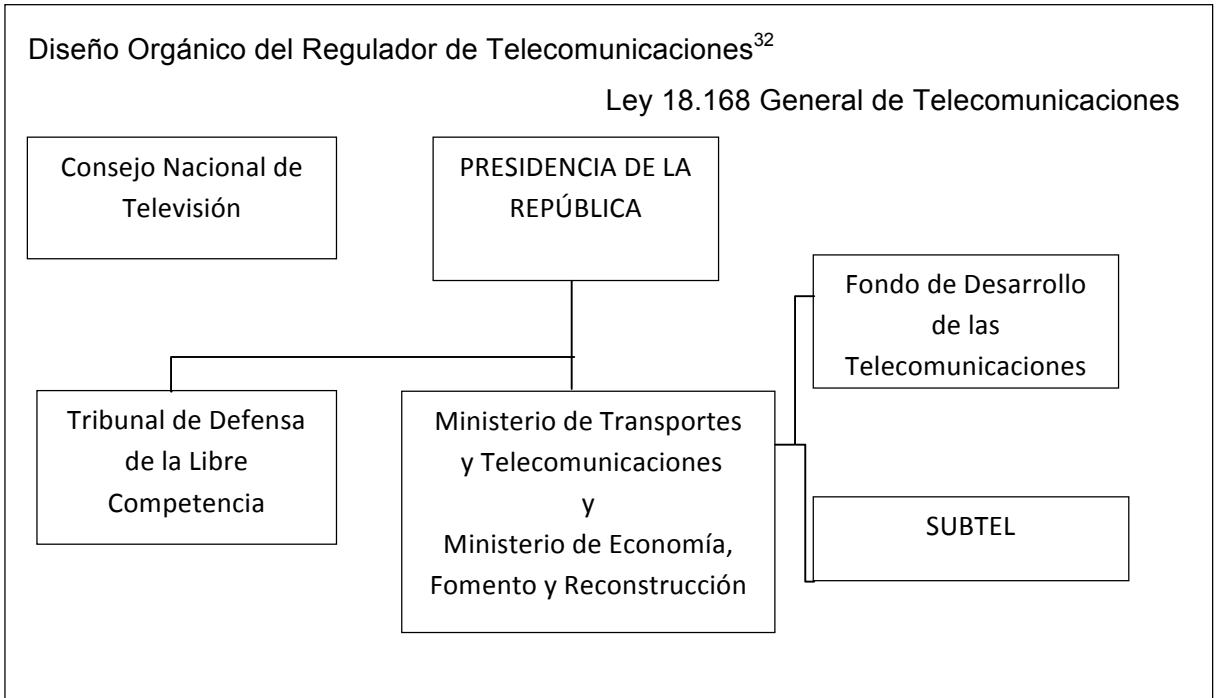 Diseño Orgánico del Regulador de Telecomunicaciones32
Ley 18.168 General de Telecomunicaciones
Consejo Nacional de
Televisión
PRESIDENCIA DE LA
REPÚBLICA
Fondo de Desarrollo
de las
Telecomunicaciones
Tribunal de Defensa
de la Libre
Competencia
Ministerio de Transportes
y Telecomunicaciones
y
Ministerio de Economía,
Fomento y Reconstrucción
SUBTEL